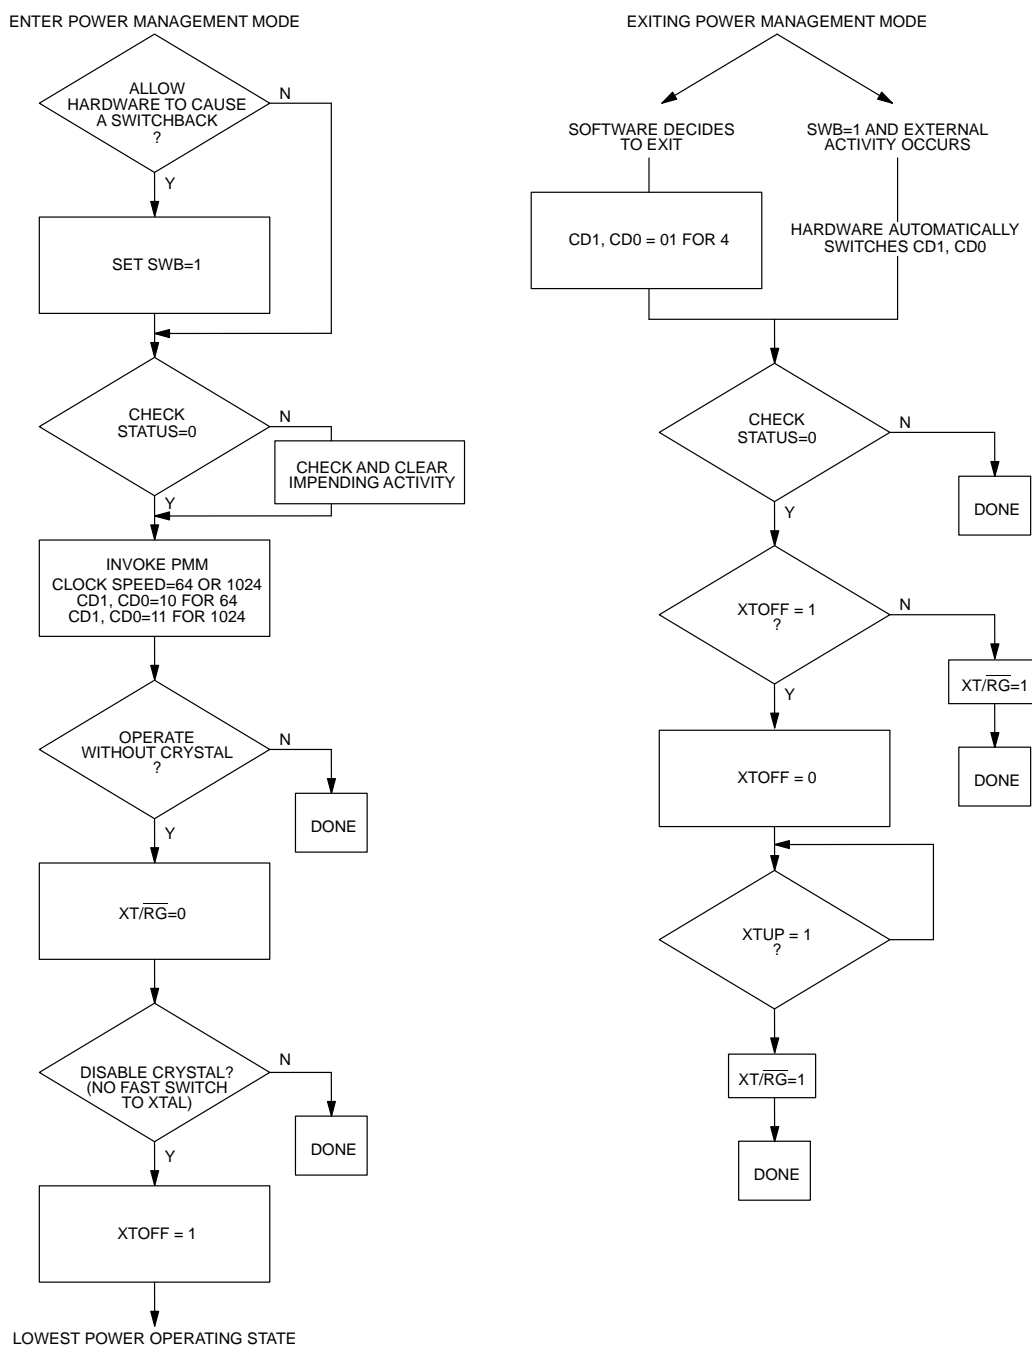 ENTER POWER MANAGEMENT MODE
ALLOW
HARDWARE TO CAUSE
A SWITCHBACK
?
N
Y
SET SWB=1
CHECK
STATUS=0
N
CHECK AND CLEAR
IMPENDING ACTIVITY
Y
INVOKE PMM
CLOCK SPEED=64 OR 1024
CD1, CD0=10 FOR 64
CD1, CD0=11 FOR 1024
OPERATE
WITHOUT CRYSTAL
?
N
DONE
Y
XT/R̅G̅=0
DISABLE CRYSTAL?
(NO FAST SWITCH
TO XTAL)
N
DONE
Y
XTOFF = 1
LOWEST POWER OPERATING STATE
EXITING POWER MANAGEMENT MODE
SOFTWARE DECIDES
TO EXIT
CD1, CD0 = 01 FOR 4
SWB=1 AND EXTERNAL
ACTIVITY OCCURS
HARDWARE AUTOMATICALLY
SWITCHES CD1, CD0
CHECK
STATUS=0
N
DONE
Y
XTOFF = 1
?
N
XT/R̅G̅=1
DONE
Y
XTOFF = 0
XTUP = 1
?
XT/R̅G̅=1
DONE